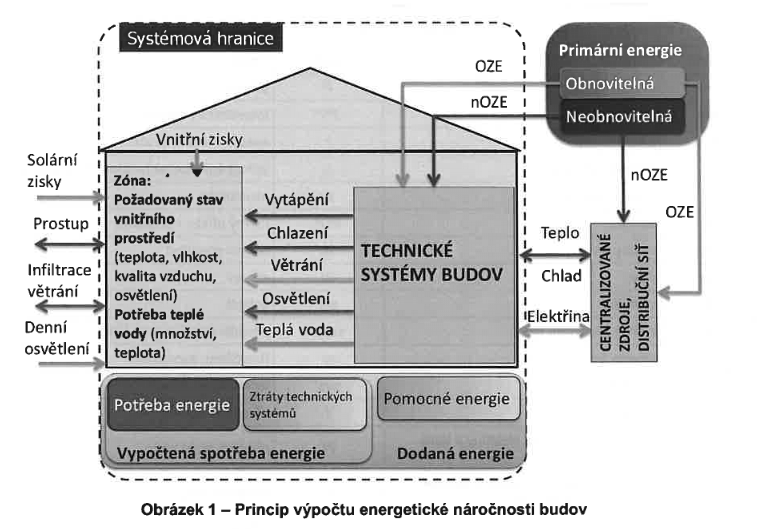 Systémová hranice
Primární energie
Obnovitelná
Neobnovitelná
OZE
nOZE
Vnitřní zisky
Solární
zisky
Prostup
Infiltrace
větrání
Denní
osvětlení
Zóna:
Požadovaný stav
vnitřního
prostředí
(teplota, vlhkost,
kvalita vzduchu,
osvětlení)
Potřeba teplé
vody (množství,
teplota)
Vytápění
Chlazení
Větrání
Osvětlení
Teplá voda
TECHNICKÉ
SYSTÉMY BUDOV
nOZE
OZE
Teplo
Chlad
Elektřina
CENTRALIZOVANÉ
ZDROJE,
DISTRIBUČNÍ SÍŤ
Potřeba energie
Ztráty technických
systémů
Pomocné energie
Vypočtená spotřeba energie
Dodaná energie
Obrázek 1 – Princip výpočtu energetické náročnosti budov